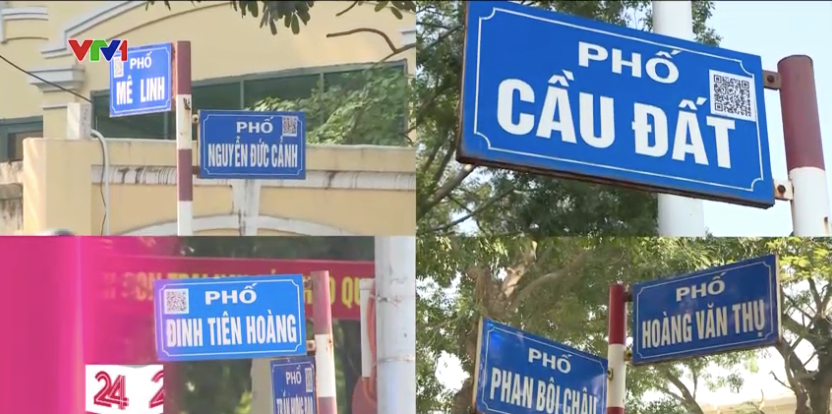 VTV1
PHỐ
MÊ LINH
PHỐ
NGUYỄN ĐỨC CẢNH
PHỐ
CẦU ĐẤT
PHỐ
ĐINH TIÊN HOÀNG
24
PHỐ
HOÀNG VĂN THỤ
PHỐ
PHAN BỘI CHÂU